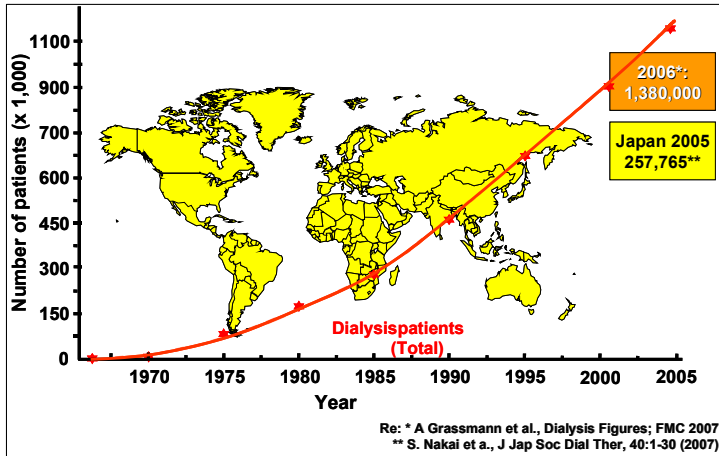 Number of patients (x 1,000)
1100
900
700
600
450
300
150
0
2006*:
1,380,000
Japan 2005
257,765**
Dialysispatients
(Total)
1970 1975 1980 1985 1990 1995 2000 2005
Year
Re: * A Grassmann et al., Dialysis Figures; FMC 2007
** S. Nakai et a., J Jap Soc Dial Ther, 40:1-30 (2007)